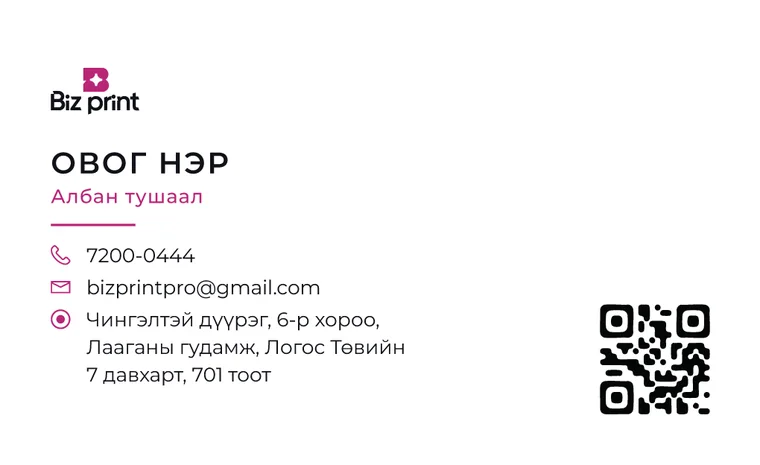 Biz print
ОВОГ НЭР
Албан тушаал
7200-0444
bizprintpro@gmail.com
Чингэлтэй дүүрэг, 6-р хороо,
Лааганы гудамж, Логос Төвийн
7 давхарт, 701 тоот